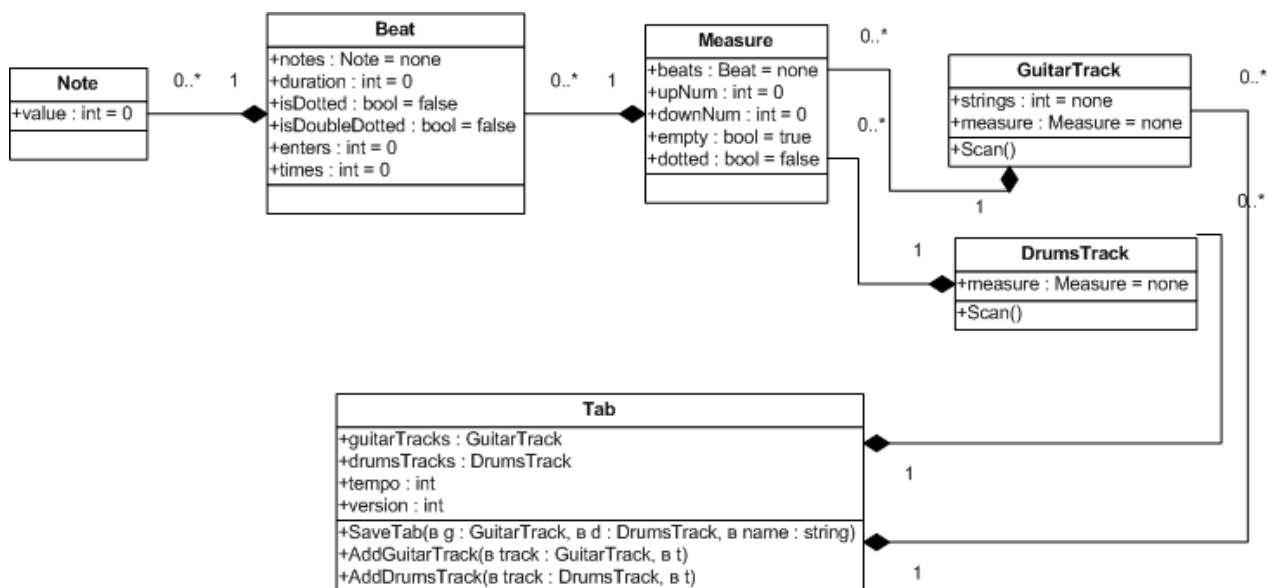 Note
+value : int = 0
0..*
1
Beat
+notes : Note = none
+duration : int = 0
+isDotted : bool = false
+isDoubleDotted : bool = false
+enters : int = 0
+times : int = 0
0..*
1
Measure
+beats : Beat = none
+upNum : int = 0
+downNum : int = 0
+empty : bool = true
+dotted : bool = false
0..*
0..*
GuitarTrack
+strings : int = none
+measure : Measure = none
+Scan()
1
0..*
0..*
1
DrumsTrack
+measure : Measure = none
+Scan()
Tab
+guitarTracks : GuitarTrack
+drumsTracks : DrumsTrack
+tempo : int
+version : int
+SaveTab(в g : GuitarTrack, в d : DrumsTrack, в name : string)
+AddGuitarTrack(в track : GuitarTrack, в t)
+AddDrumsTrack(в track : DrumsTrack, в t)
1
1